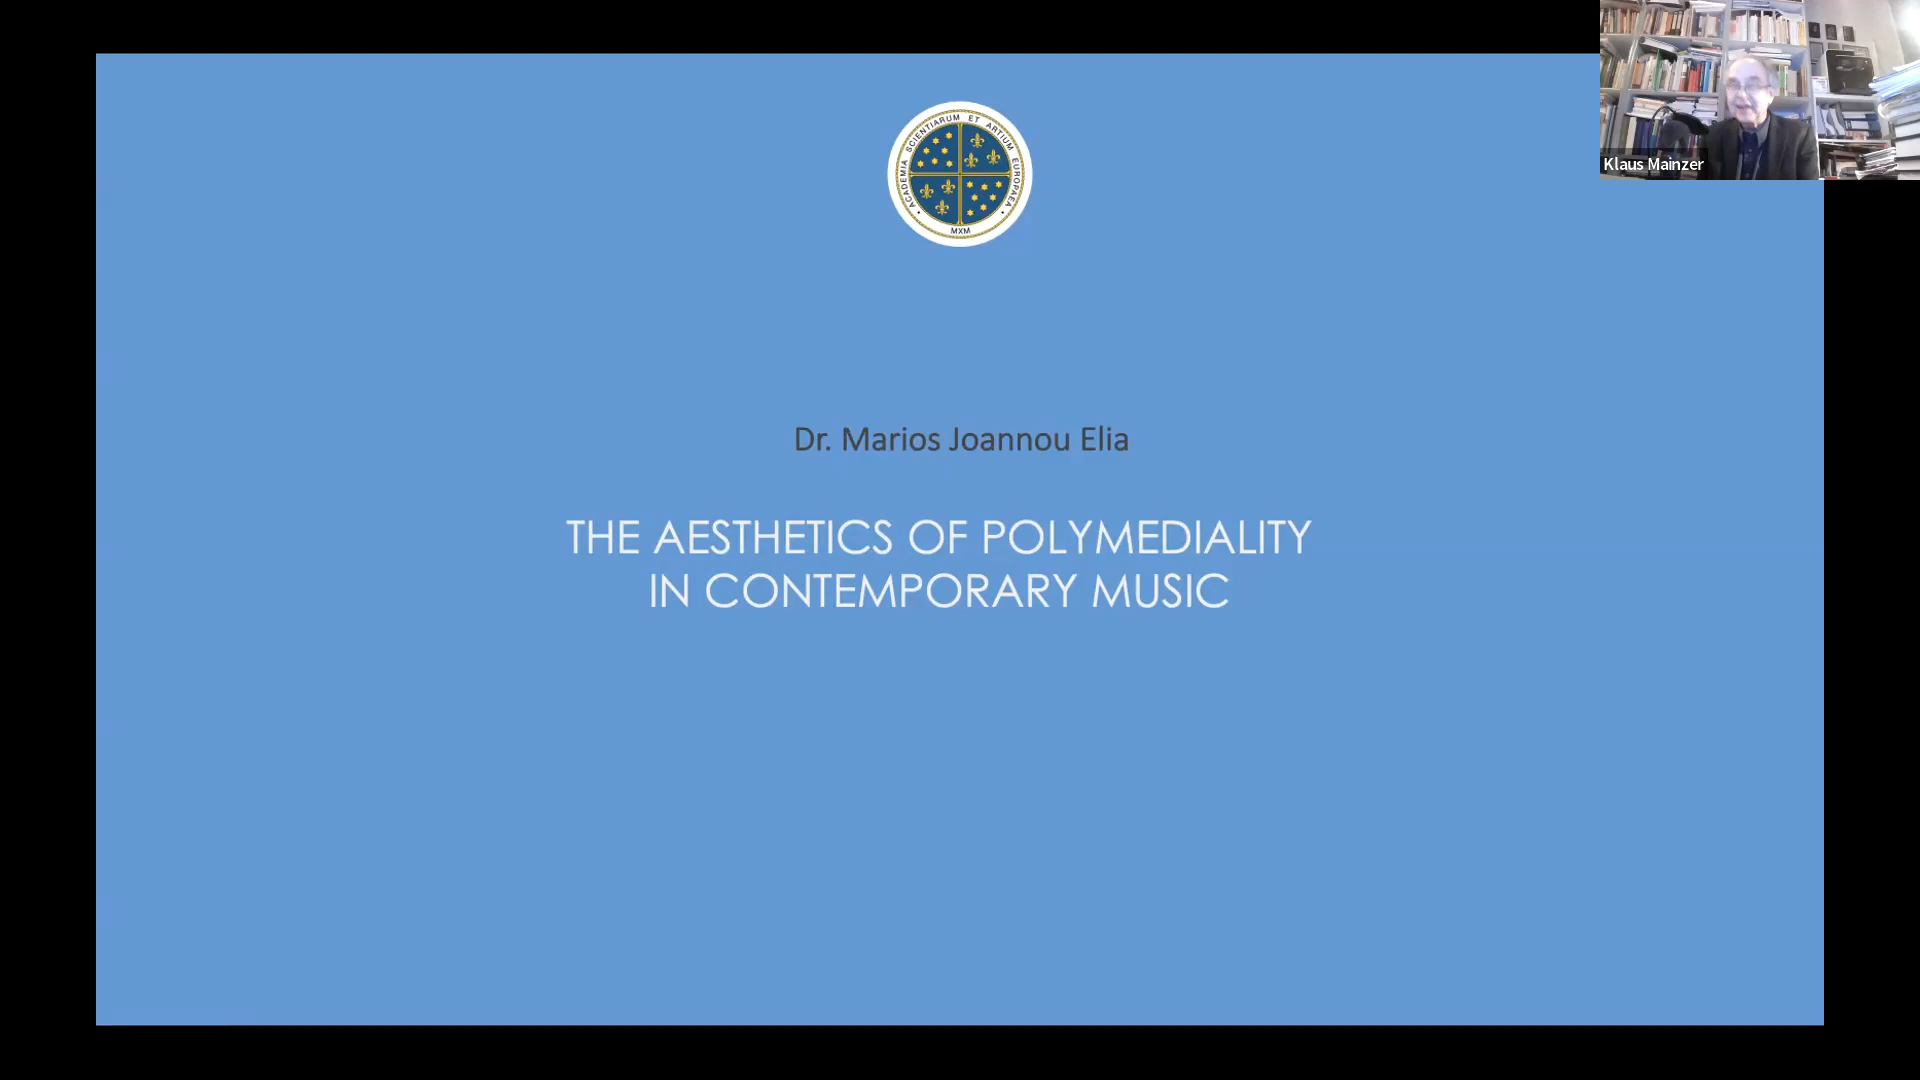 ACADEMIA SCIENTIARUM ET ARTIUM EUROPAEA
MXM
Klaus Mainzer
Dr. Marios Joannou Elia
THE AESTHETICS OF POLYMEDIALITY
IN CONTEMPORARY MUSIC